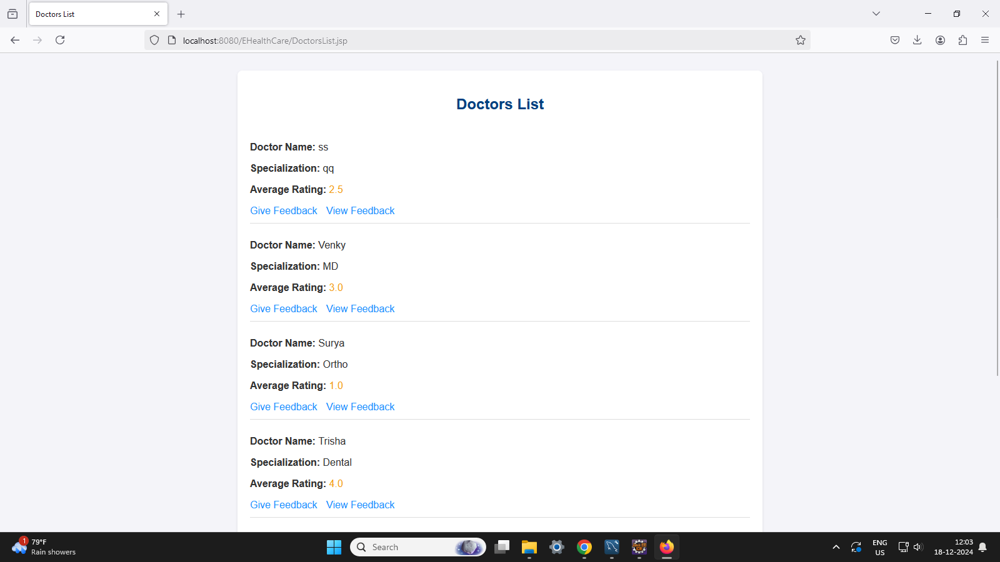 Doctors List
localhost:8080/EHealthCare/DoctorsList.jsp
Doctors List
Doctor Name: ss
Specialization: qq
Average Rating: 2.5
Give Feedback View Feedback
Doctor Name: Venky
Specialization: MD
Average Rating: 3.0
Give Feedback View Feedback
Doctor Name: Surya
Specialization: Ortho
Average Rating: 1.0
Give Feedback View Feedback
Doctor Name: Trisha
Specialization: Dental
Average Rating: 4.0
Give Feedback View Feedback
1
79°F
Rain showers
Search
Java EE
IDE
ENG
US
12:03
18-12-2024